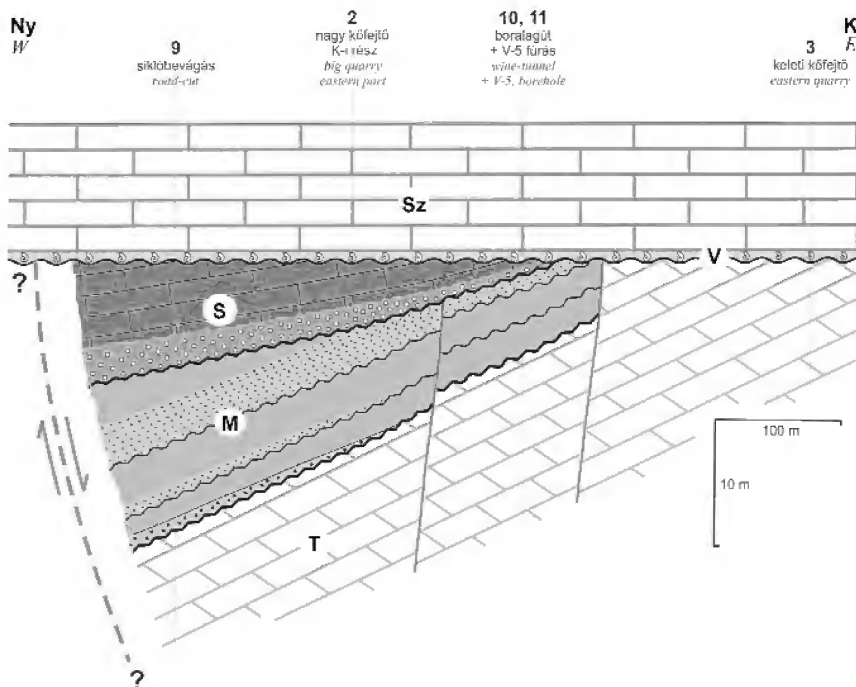 Ny
W
9
siklóbevágás
road-cut
2
nagy kőfejtő
K-i rész
big quarry
eastern part
10, 11
boralagút
+ V-5 fúrás
wine-tunnel
+ V-5, borehole
K
E
3
keleti kőfejtő
eastern quarry
Sz
V
?
S
M
T
100 m
10 m
?